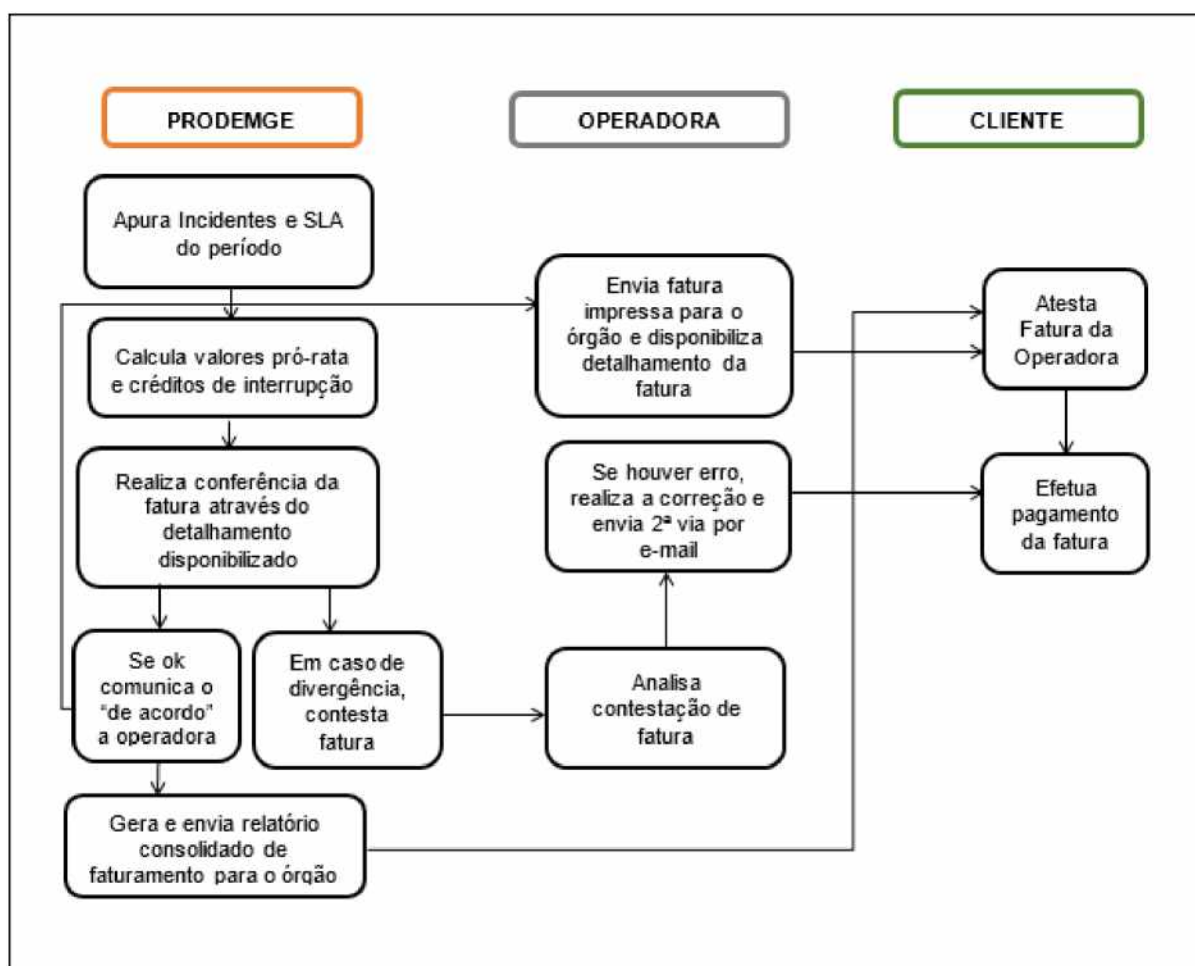 PRODEMGE
OPERADORA
CLIENTE
Apura Incidentes e SLA
do período
Calcula valores pró-rata
e créditos de interrupção
Realiza conferência da
fatura através do
detalhamento
disponibilizado
Se ok
comunica o
“de acordo”
a operadora
Em caso de
divergência,
contesta
fatura
Gera e envia relatório
consolidado de
faturamento para o órgão
Envia fatura
impressa para o
órgão e disponibiliza
detalhamento da
fatura
Se houver erro,
realiza a correção e
envia 2ª via por
e-mail
Analisa
contestação de
fatura
Atesta
Fatura da
Operadora
Efetua
pagamento
da fatura